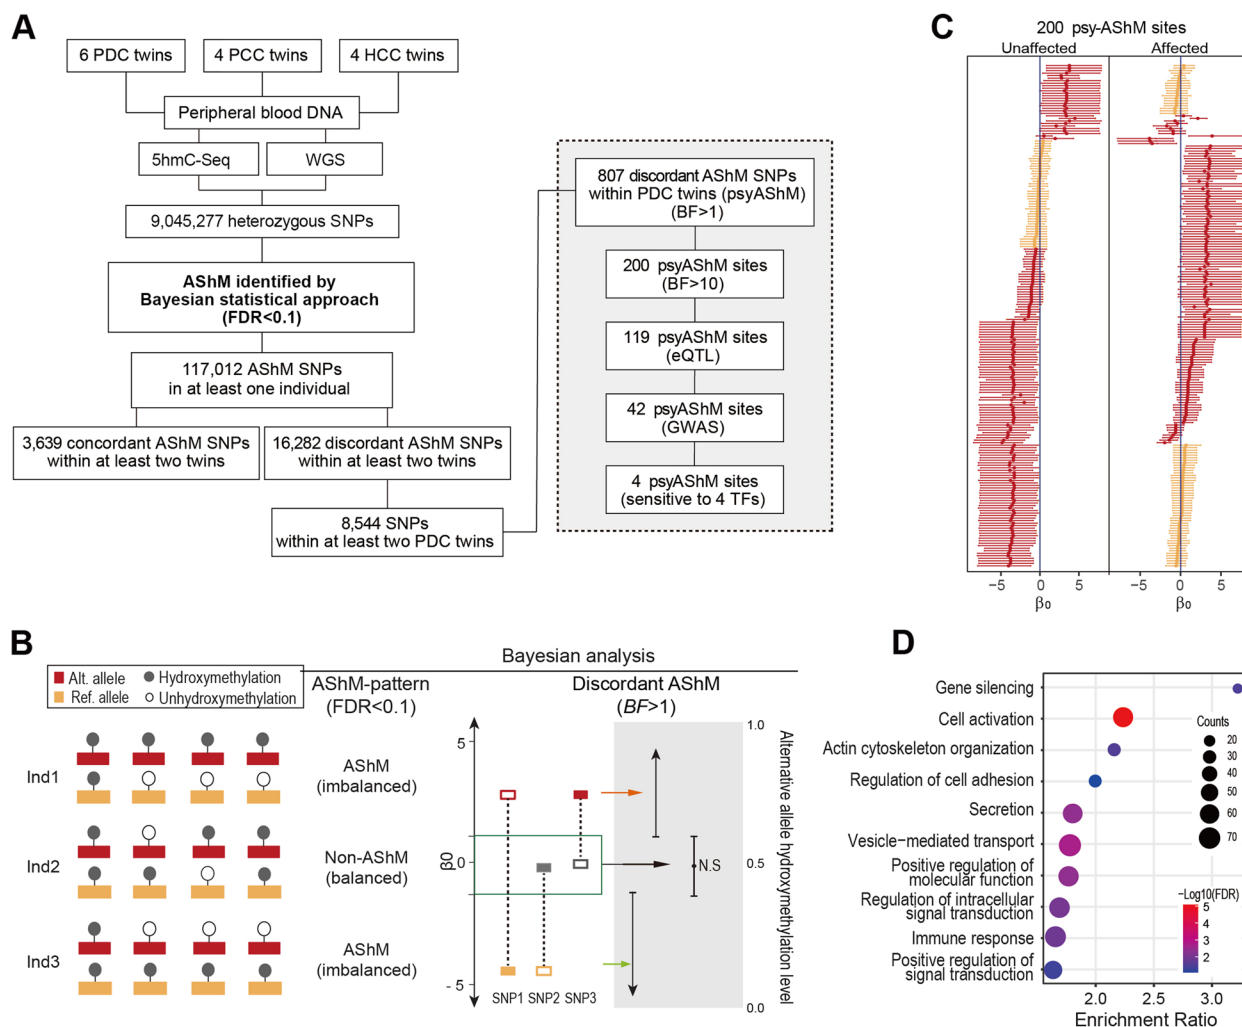 A
6 PDC twins
4 PCC twins
4 HCC twins
Peripheral blood DNA
5hmC-Seq
WGS
9,045,277 heterozygous SNPs
AShM identified by
Bayesian statistical approach
(FDR<0.1)
117,012 AShM SNPs
in at least one individual
3,639 concordant AShM SNPs
within at least two twins
16,282 discordant AShM SNPs
within at least two twins
8,544 SNPs
within at least two PDC twins
807 discordant AShM SNPs
within PDC twins (psyAShM)
(BF>1)
200 psyAShM sites
(BF>10)
119 psyAShM sites
(eQTL)
42 psyAShM sites
(GWAS)
4 psyAShM sites
(sensitive to 4 TFs)
C
200 psy-AShM sites
Unaffected
Affected
−5 0 5
−5 0 5
β₀
β₀
B
Bayesian analysis
Alt. allele
Hydroxymethylation
Ref. allele
Unhydroxymethylation
AShM-pattern
(FDR<0.1)
Discordant AShM
(BF>1)
Ind1
AShM
(imbalanced)
Ind2
Non-AShM
(balanced)
Ind3
AShM
(imbalanced)
5
β0
0
- 5
SNP1
SNP2
SNP3
N.S
1.0
0.5
0.0
Alternative allele hydroxymethylation level
D
Gene silencing
Cell activation
Actin cytoskeleton organization
Regulation of cell adhesion
Secretion
Vesicle−mediated transport
Positive regulation of
molecular function
Regulation of intracellular
signal transduction
Immune response
Positive regulation of
signal transduction
Counts
20
30
40
50
60
70
−Log10(FDR)
5
4
3
2
2.0 2.5 3.0
Enrichment Ratio